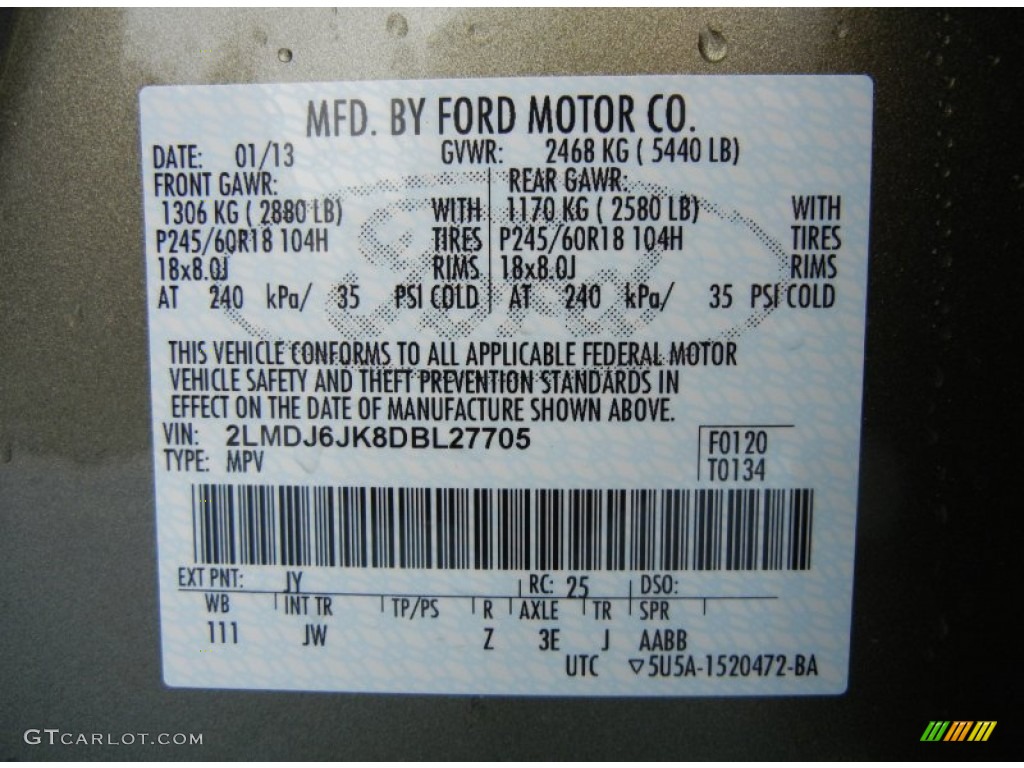 MFD. BY FORD MOTOR CO.
DATE: 01/13 GVWR: 2468 KG ( 5440 LB)
FRONT GAWR: REAR GAWR:
1306 KG ( 2880 LB) WITH 1170 KG ( 2580 LB) WITH
P245/60R18 104H TIRES P245/60R18 104H TIRES
18x8.0J RIMS 18x8.0J RIMS
AT 240 kPa/ 35 PSI COLD AT 240 kPa/ 35 PSI COLD
THIS VEHICLE CONFORMS TO ALL APPLICABLE FEDERAL MOTOR
VEHICLE SAFETY AND THEFT PREVENTION STANDARDS IN
EFFECT ON THE DATE OF MANUFACTURE SHOWN ABOVE.
VIN: 2LMDJ6JK8DBL27705 F0120
TYPE: MPV T0134
EXT PNT: JY RC: 25 DSO:
WB INT TR TP/PS R AXLE TR SPR
111 JW Z 3E J AABB
UTC ▽5U5A-1520472-BA
GTCARLOT.COM